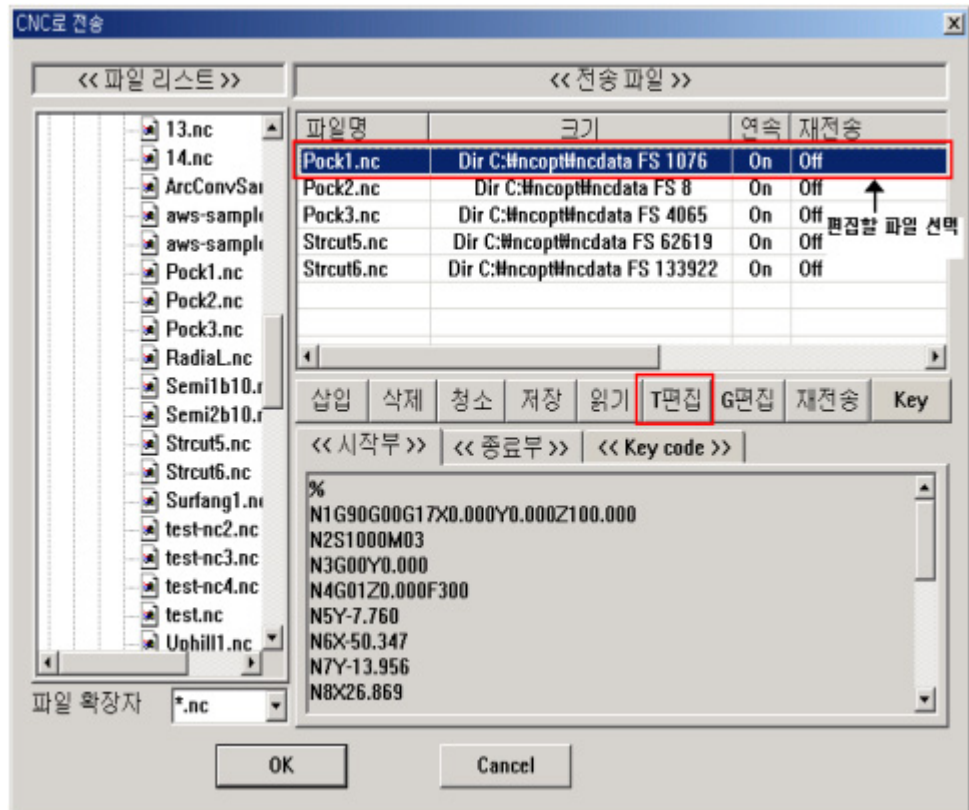 CNC로 전송
<< 파일 리스트 >>
13.nc
14.nc
ArcConvSa
aws-sampl
aws-sampl
Pock1.nc
Pock2.nc
Pock3.nc
RadiaL.nc
Semi1b10.
Semi2b10.
Strcut5.nc
Strcut6.nc
Surfang1.n
test-nc2.nc
test-nc3.nc
test-nc4.nc
test.nc
Uphill1.nc
파일 확장자 *.nc
<< 전송 파일 >>
파일명 크기 연속 재전송
Pock1.nc Dir C:₩ncopt₩ncdata FS 1076 On Off
Pock2.nc Dir C:₩ncopt₩ncdata FS 8 On Off
Pock3.nc Dir C:₩ncopt₩ncdata FS 4065 On Off
Strcut5.nc Dir C:₩ncopt₩ncdata FS 62619 On Off
Strcut6.nc Dir C:₩ncopt₩ncdata FS 133922 On Off
편집할 파일 선택
삽입 삭제 청소 저장 읽기 T편집 G편집 재전송 Key
<< 시작부 >> << 종료부 >> << Key code >>
%
N1G90G00G17X0.000Y0.000Z100.000
N2S1000M03
N3G00Y0.000
N4G01Z0.000F300
N5Y-7.760
N6X-50.347
N7Y-13.956
N8X26.869
OK Cancel